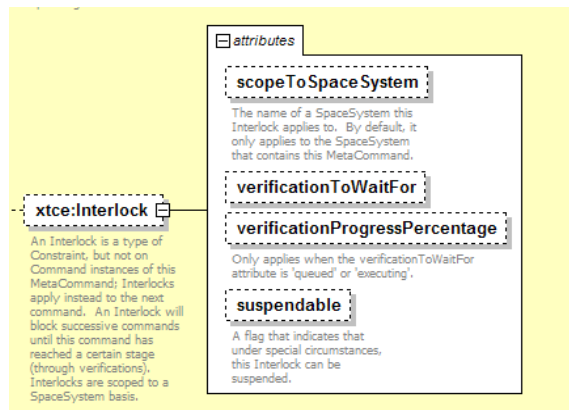 attributes
scopeToSpaceSystem
The name of a SpaceSystem this
Interlock applies to. By default, it
only applies to the SpaceSystem
that contains this MetaCommand.
verificationToWaitFor
verificationProgressPercentage
Only applies when the verificationToWaitFor
attribute is 'queued' or 'executing'.
suspendable
A flag that indicates that
under special circumstances,
this Interlock can be
suspended.
xtce:Interlock
An Interlock is a type of
Constraint, but not on
Command instances of this
MetaCommand; Interlocks
apply instead to the next
command. An Interlock will
block successive commands
until this command has
reached a certain stage
(through verifications).
Interlocks are scoped to a
SpaceSystem basis.